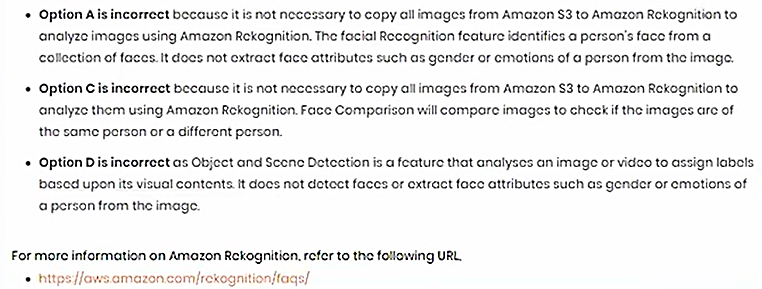 • Option A is incorrect because it is not necessary to copy all images from Amazon S3 to Amazon Rekognition to
analyze images using Amazon Rekognition. The facial Recognition feature identifies a person's face from a
collection of faces. It does not extract face attributes such as gender or emotions of a person from the image.
• Option C is incorrect because it is not necessary to copy all images from Amazon S3 to Amazon Rekognition to
analyze them using Amazon Rekognition. Face Comparison will compare images to check if the images are of
the same person or a different person.
• Option D is incorrect as Object and Scene Detection is a feature that analyses an image or video to assign labels
based upon its visual contents. It does not detect faces or extract face attributes such as gender or emotions of
a person from the image.
For more information on Amazon Rekognition, refer to the following URL,
• https://aws.amazon.com/rekognition/faqs/